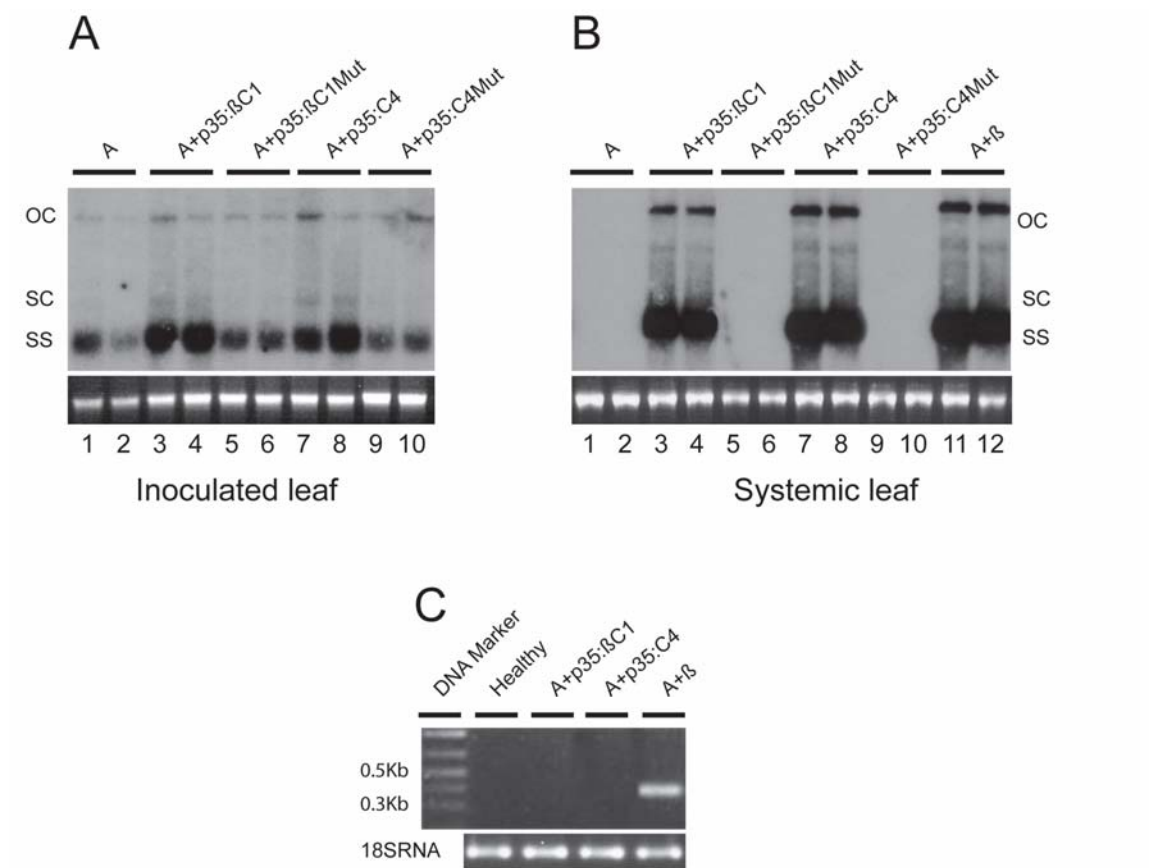 A
A
A+p35:ßC1
A+p35:ßC1Mut
A+p35:C4
A+p35:C4Mut
OC
SC
SS
1 2 3 4 5 6 7 8 9 10
Inoculated leaf
B
A
A+p35:ßC1
A+p35:ßC1Mut
A+p35:C4
A+p35:C4Mut
A+ß
OC
SC
SS
1 2 3 4 5 6 7 8 9 10 11 12
Systemic leaf
C
DNA Marker
Healthy
A+p35:ßC1
A+p35:C4
A+ß
0.5Kb
0.3Kb
18SRNA